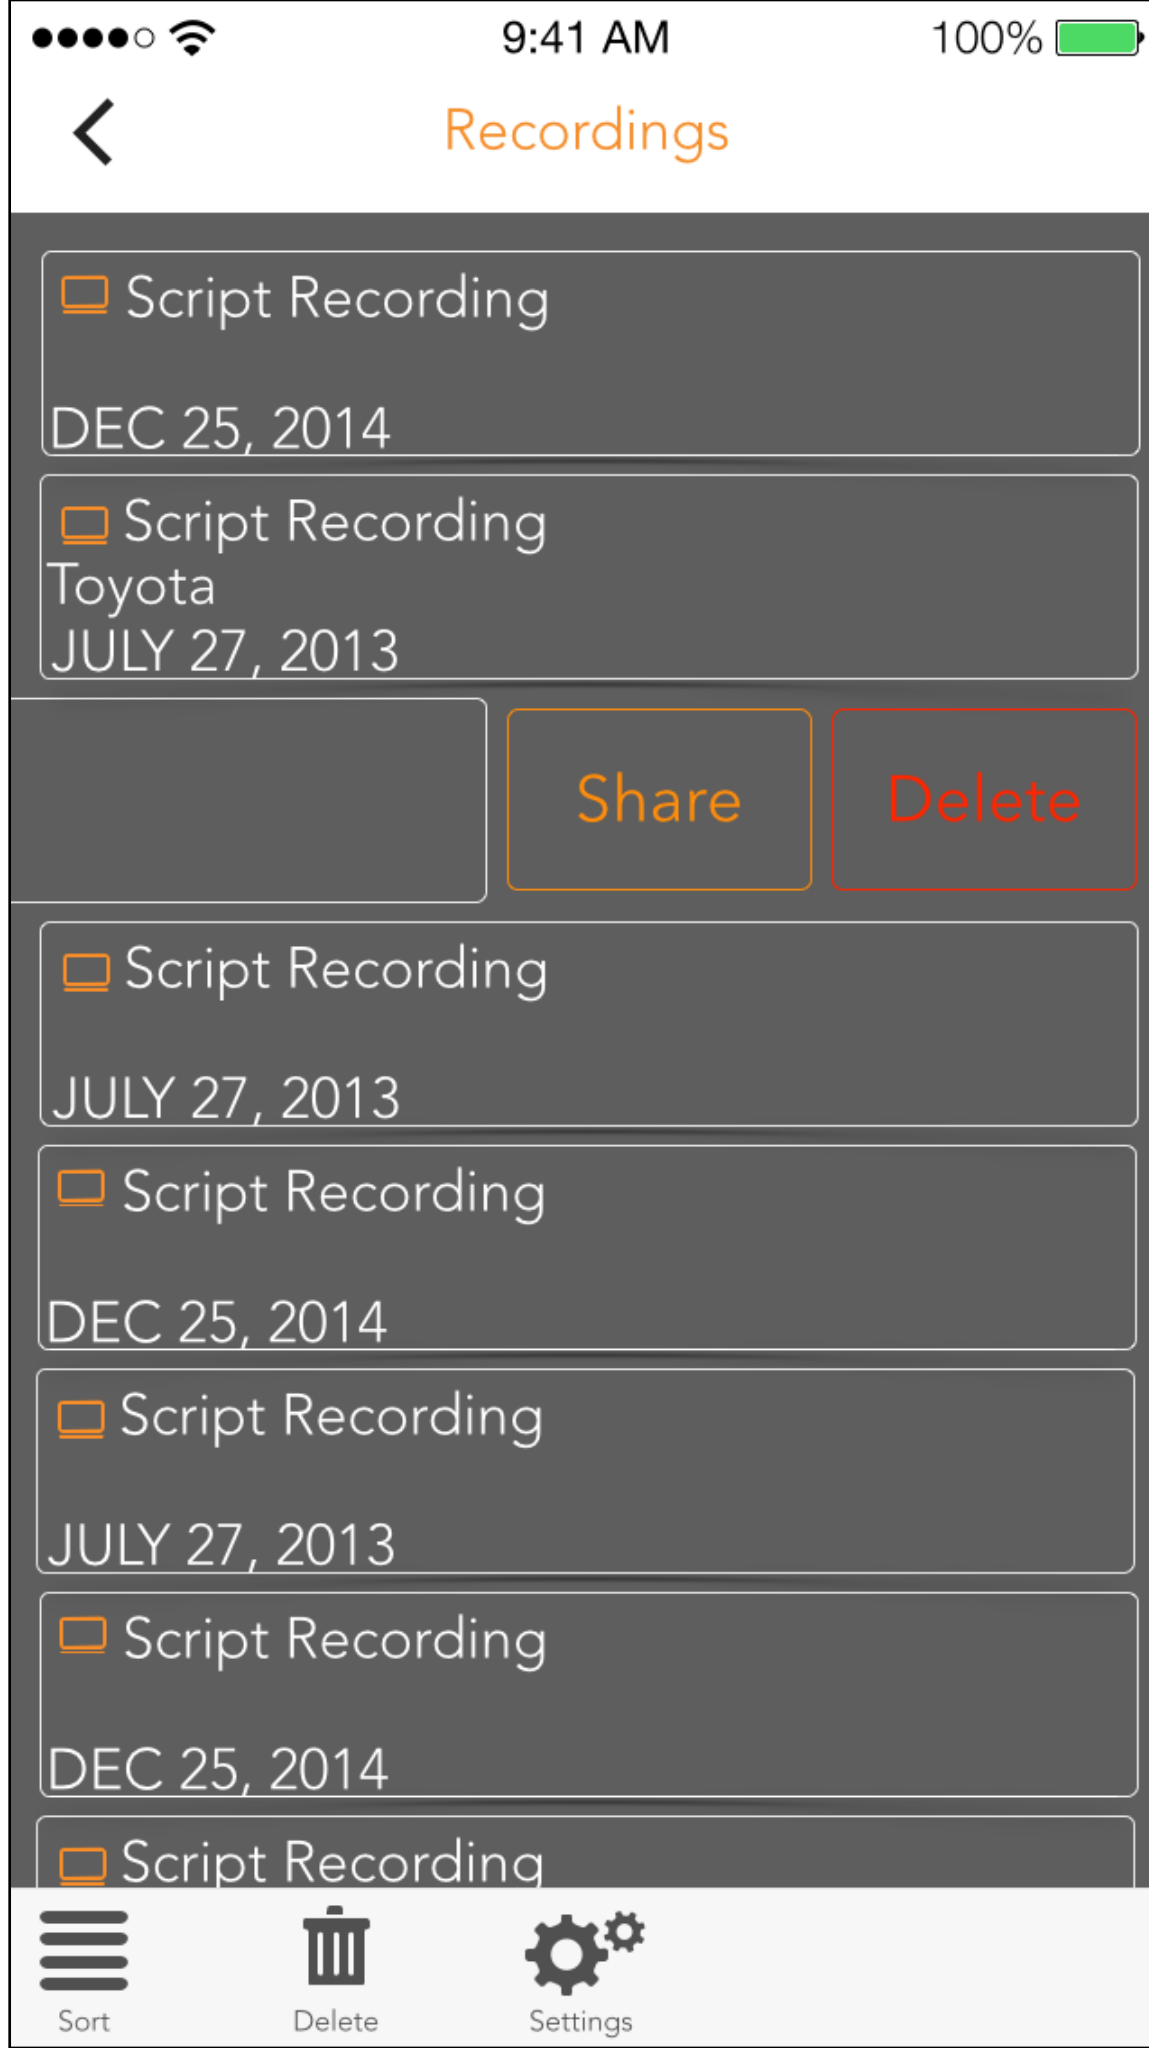 9:41 AM 100%
Recordings
Script Recording
DEC 25, 2014
Script Recording
Toyota
JULY 27, 2013
Share Delete
Script Recording
JULY 27, 2013
Script Recording
DEC 25, 2014
Script Recording
JULY 27, 2013
Script Recording
DEC 25, 2014
Script Recording
Sort Delete Settings